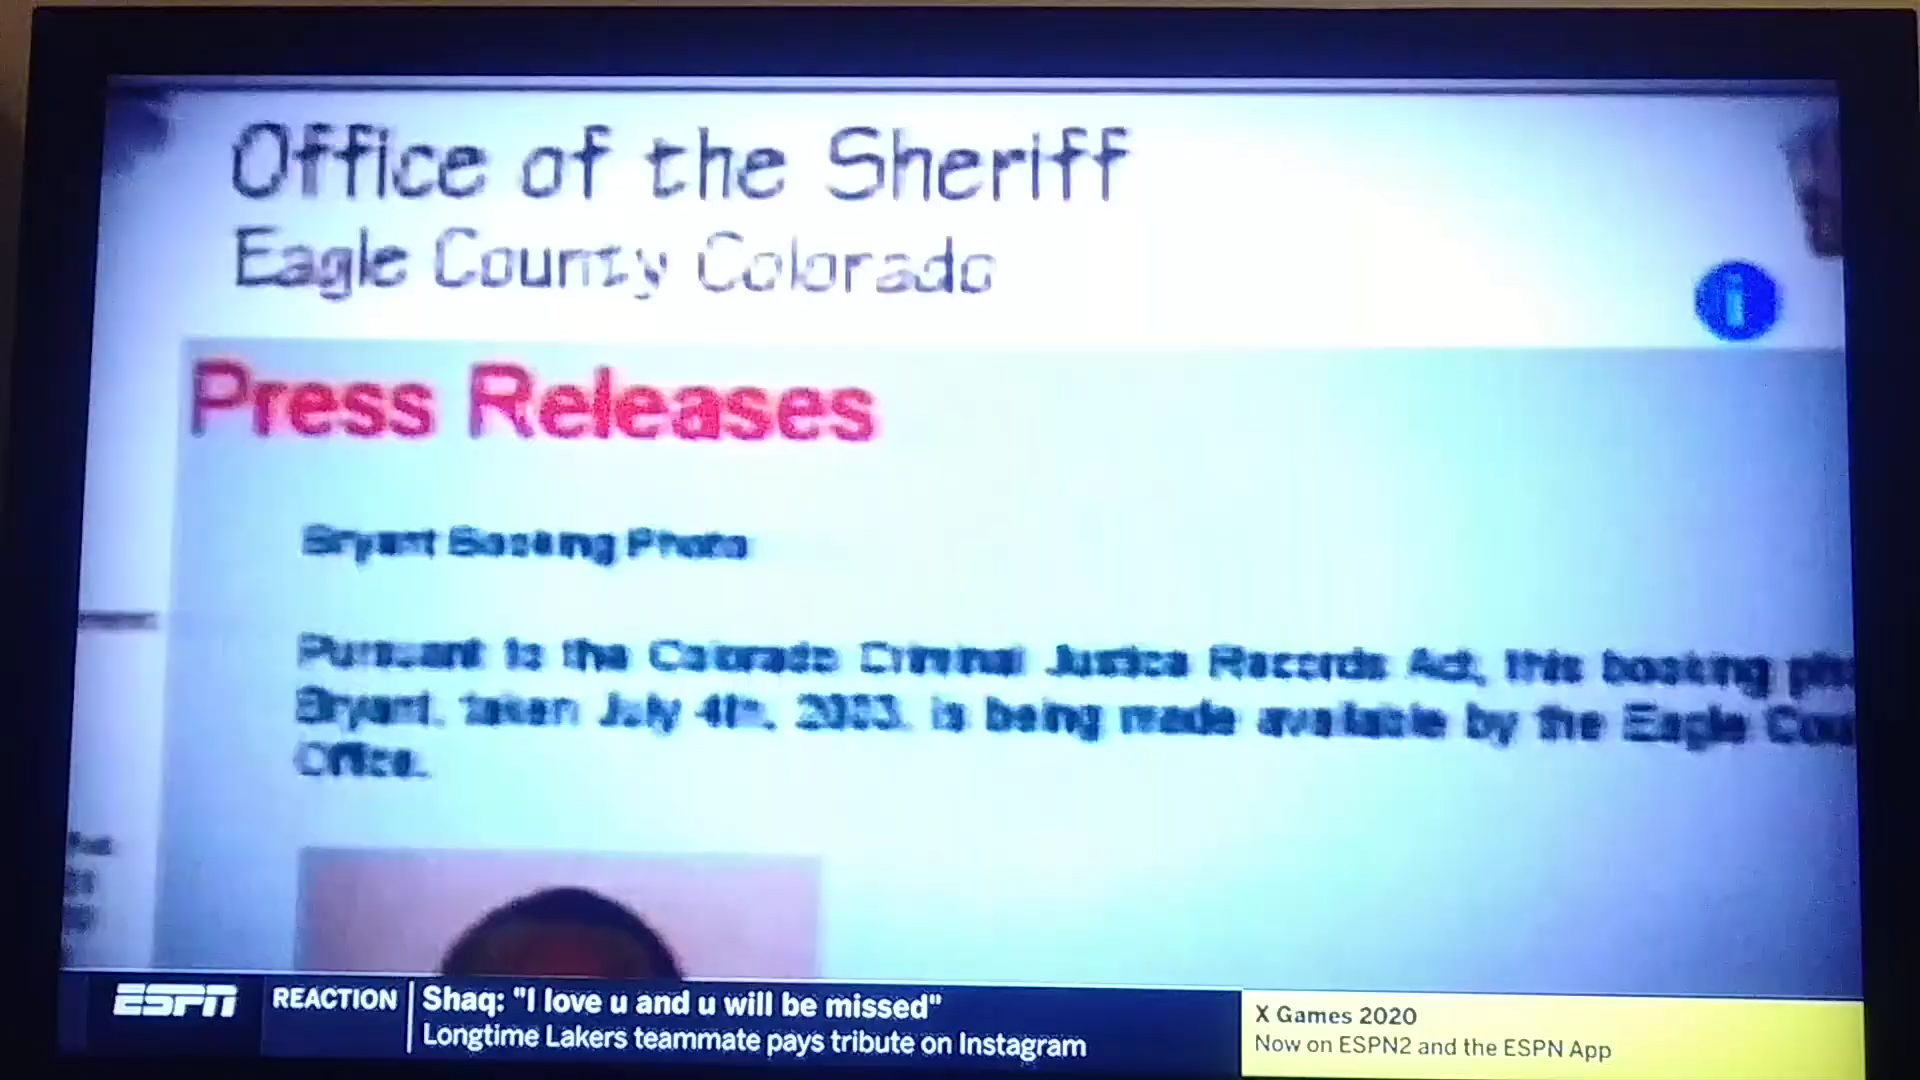 Office of the Sheriff
Eagle County Colorado
i
Press Releases
Bryant Booking Photo
Pursuant to the Colorado Criminal Justice Records Act, this booking
Bryant, taken July 4th, 2003, is being made available by the Eagle
Office.
ESPN
REACTION
Shaq: "I love u and u will be missed"
Longtime Lakers teammate pays tribute on Instagram
X Games 2020
Now on ESPN2 and the ESPN App